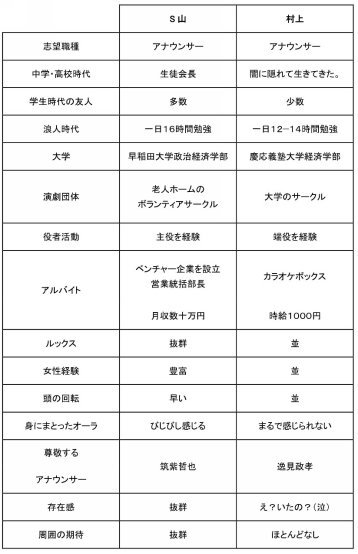 S山 村上
志望職種 アナウンサー アナウンサー
中学・高校時代 生徒会長 闇に隠れて生きてきた。
学生時代の友人 多数 少数
浪人時代 一日16時間勉強 一日12－14時間勉強
大学 早稲田大学政治経済学部 慶応義塾大学経済学部
演劇団体 老人ホームの
ボランティアサークル 大学のサークル
役者活動 主役を経験 端役を経験
アルバイト ベンチャー企業を設立
営業統括部長 カラオケボックス
月収数十万円 時給1000円
ルックス 抜群 並
女性経験 豊富 並
頭の回転 早い 並
身にまとったオーラ びしびし感じる まるで感じられない
尊敬する
アナウンサー 筑紫哲也 逸見政孝
存在感 抜群 え？いたの？（泣）
周囲の期待 抜群 ほとんどなし